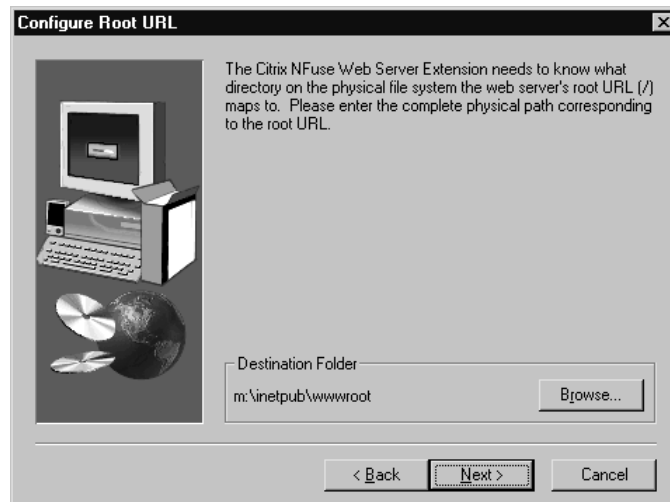 Configure Root URL
The Citrix NFuse Web Server Extension needs to know what
directory on the physical file system the web server's root URL (/)
maps to. Please enter the complete physical path corresponding
to the root URL.
Destination Folder
m:\inetpub\wwwroot
Browse...
< Back
Next >
Cancel